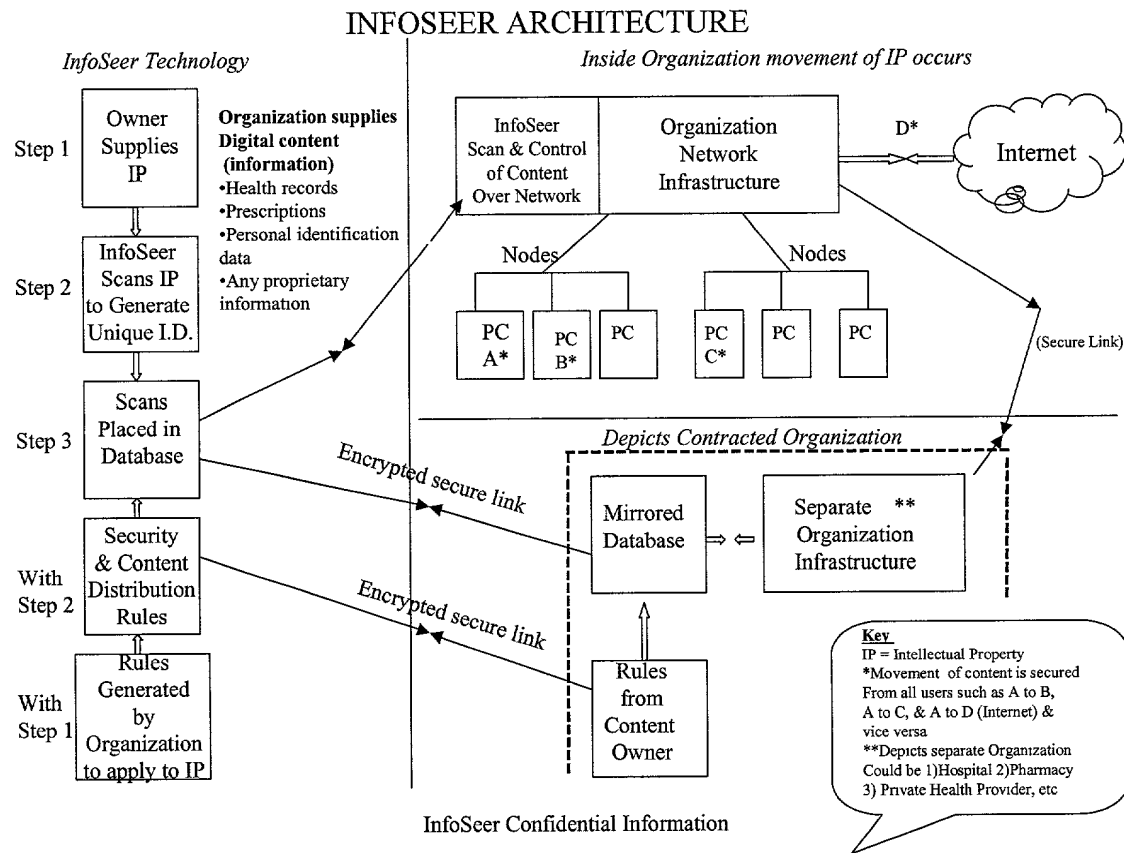 INFOSEER ARCHITECTURE
InfoSeer Technology
Step 1
Owner
Supplies
IP
Organization supplies
Digital content
(information)
•Health records
•Prescriptions
•Personal identification
data
•Any proprietary
information
Step 2
InfoSeer
Scans IP
to Generate
Unique I.D.
Step 3
Scans
Placed in
Database
With
Step 2
Security
& Content
Distribution
Rules
With
Step 1
Rules
Generated
by
Organization
to apply to IP
Inside Organization movement of IP occurs
InfoSeer
Scan & Control
of Content
Over Network
Organization
Network
Infrastructure
D*
Internet
Nodes
Nodes
PC
A*
PC
B*
PC
PC
C*
PC
PC
(Secure Link)
Depicts Contracted Organization
Encrypted secure link
Mirrored
Database
Separate **
Organization
Infrastructure
Encrypted secure link
Rules
from
Content
Owner
Key
IP = Intellectual Property
*Movement of content is secured
From all users such as A to B,
A to C, & A to D (Internet) &
vice versa
**Depicts separate Organization
Could be 1)Hospital 2)Pharmacy
3) Private Health Provider, etc
InfoSeer Confidential Information